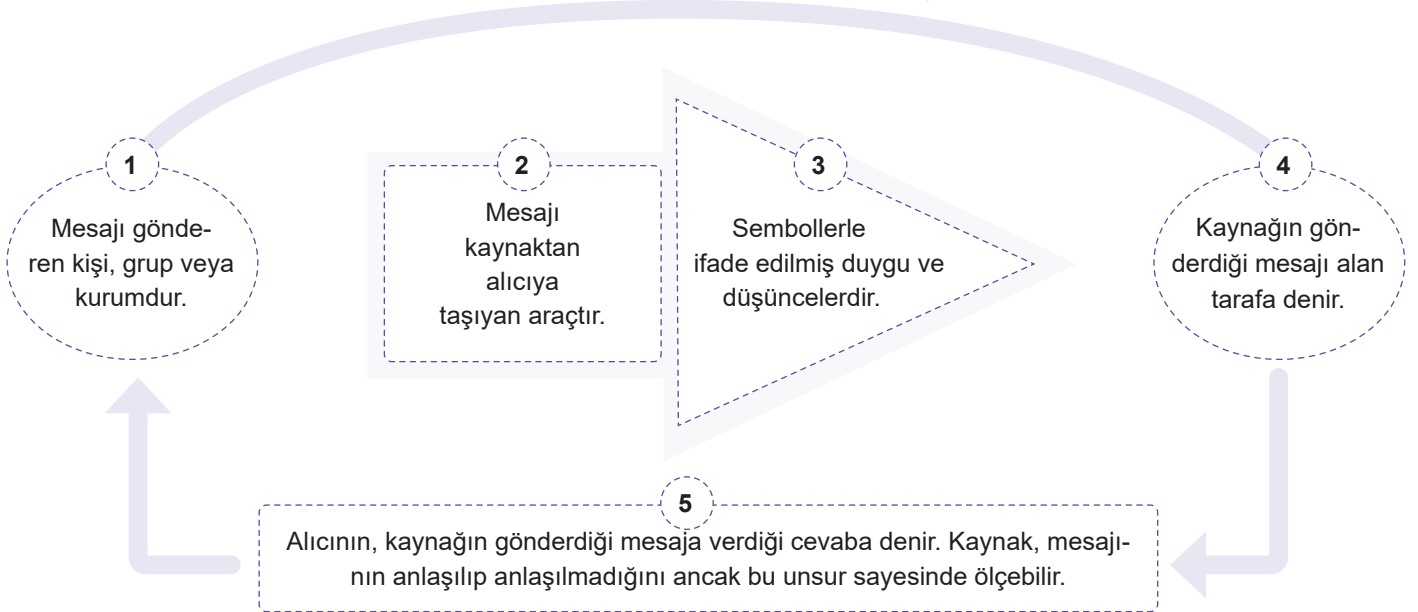 1
Mesajı gönde-
ren kişi, grup veya
kurumdur.
2
Mesajı
kaynaktan
alıcıya
taşıyan araçtır.
3
Sembollerle
ifade edilmiş duygu ve
düşüncelerdir.
4
Kaynağın gön-
derdiği mesajı alan
tarafa denir.
5
Alıcının, kaynağın gönderdiği mesaja verdiği cevaba denir. Kaynak, mesajı-
nın anlaşılıp anlaşılmadığını ancak bu unsur sayesinde ölçebilir.